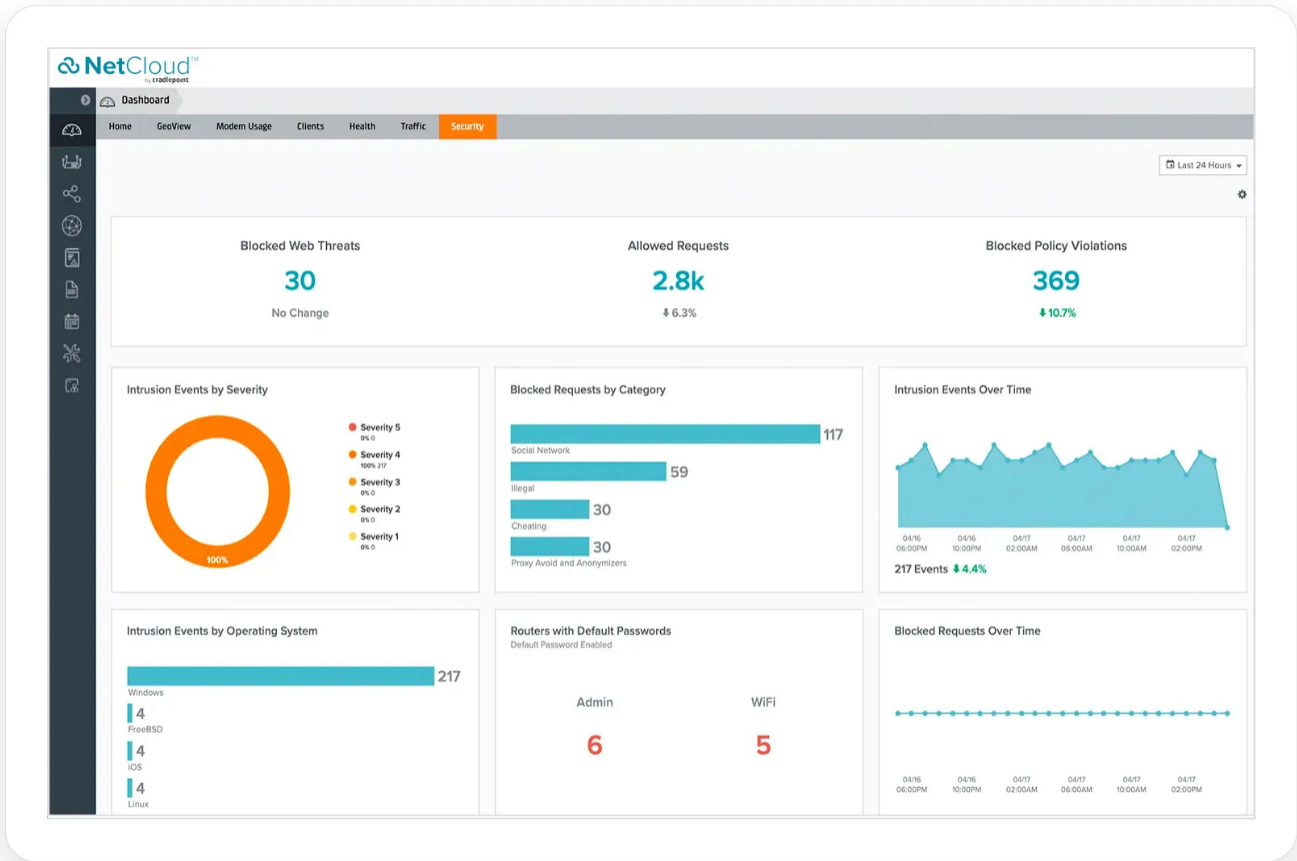 NetCloud™
by cradlepoint
Dashboard
Home GeoView Modem Usage Clients Health Traffic Security
Last 24 Hours
Blocked Web Threats
30
No Change
Allowed Requests
2.8k
6.3%
Blocked Policy Violations
369
10.7%
Intrusion Events by Severity
100%
Severity 5
0% 0
Severity 4
100% 217
Severity 3
0% 0
Severity 2
0% 0
Severity 1
0% 0
Blocked Requests by Category
117
Social Network
59
Illegal
30
Cheating
30
Proxy Avoid and Anonymizers
Intrusion Events Over Time
04/16 04/16 04/17 04/17 04/17 04/17
06:00PM 10:00PM 02:00AM 06:00AM 10:00AM 02:00PM
217 Events 4.4%
Intrusion Events by Operating System
217
Windows
4
FreeBSD
4
iOS
4
Linux
Routers with Default Passwords
Default Password Enabled
Admin WiFi
6 5
Blocked Requests Over Time
04/16 04/16 04/17 04/17 04/17 04/17
06:00PM 10:00PM 02:00AM 06:00AM 10:00AM 02:00PM